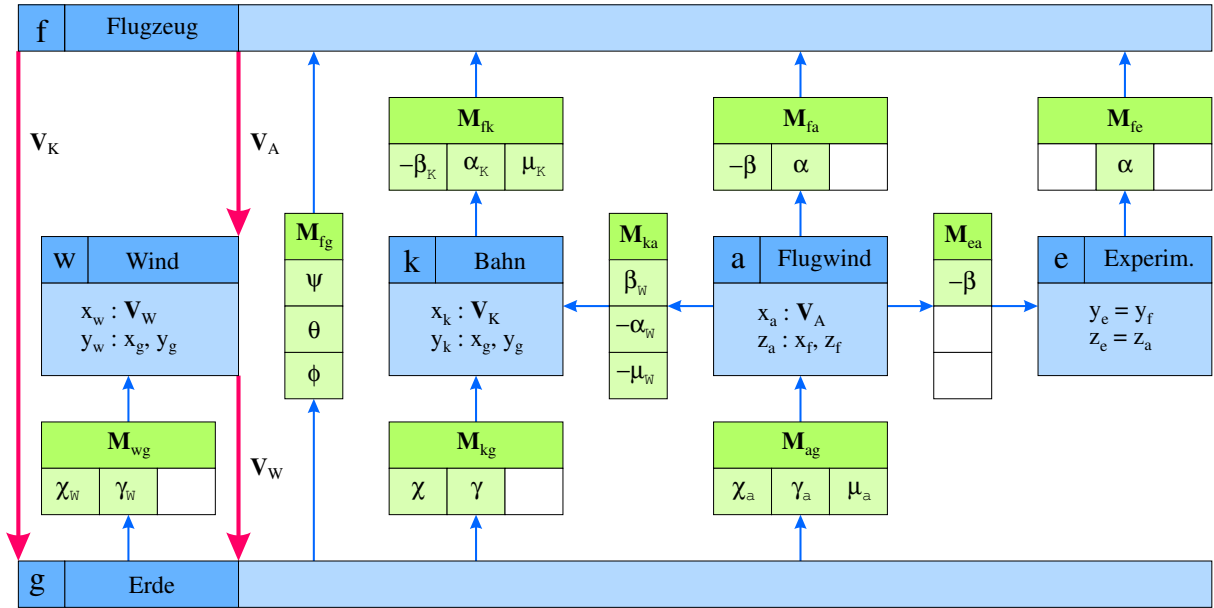 f Flugzeug
V_K
V_A
M_fk
–β_K α_K μ_K
M_fa
–β α
M_fe
α
M_fg
ψ
θ
ϕ
w Wind
x_w : V_W
y_w : x_g, y_g
k Bahn
x_k : V_K
y_k : x_g, y_g
M_ka
β_W
–α_W
–μ_W
a Flugwind
x_a : V_A
z_a : x_f, z_f
M_ea
–β
e Experim.
y_e = y_f
z_e = z_a
M_wg
χ_W γ_W
V_W
M_kg
χ γ
M_ag
χ_a γ_a μ_a
g Erde